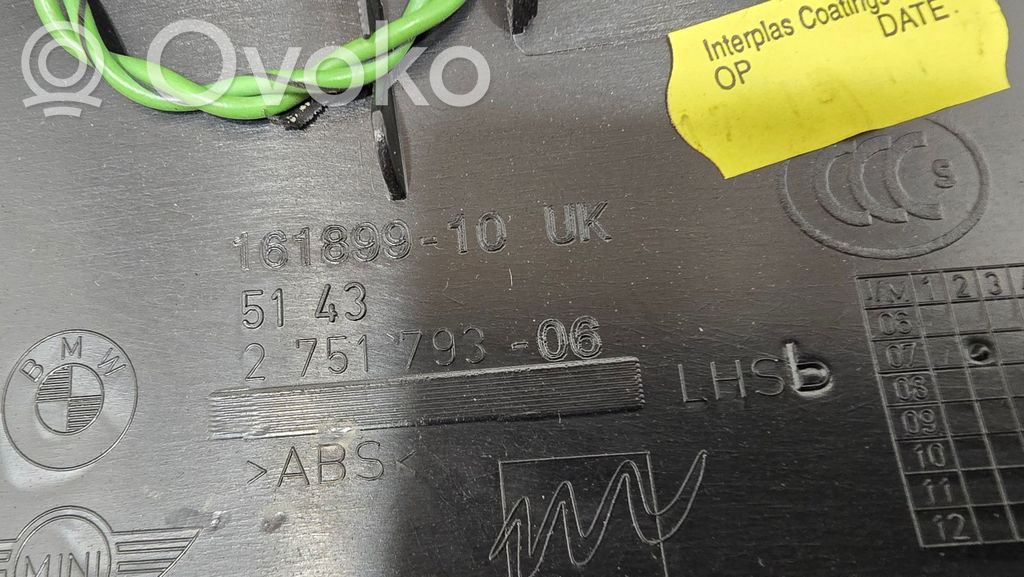 Ovoko
Interplas Coatings
OP DATE.
CCC S
161899-10 UK
51 43
2 751 793-06
LHS b
>ABS<
BMW
MINI
1 2 3
06
07
08
09
10
11
12